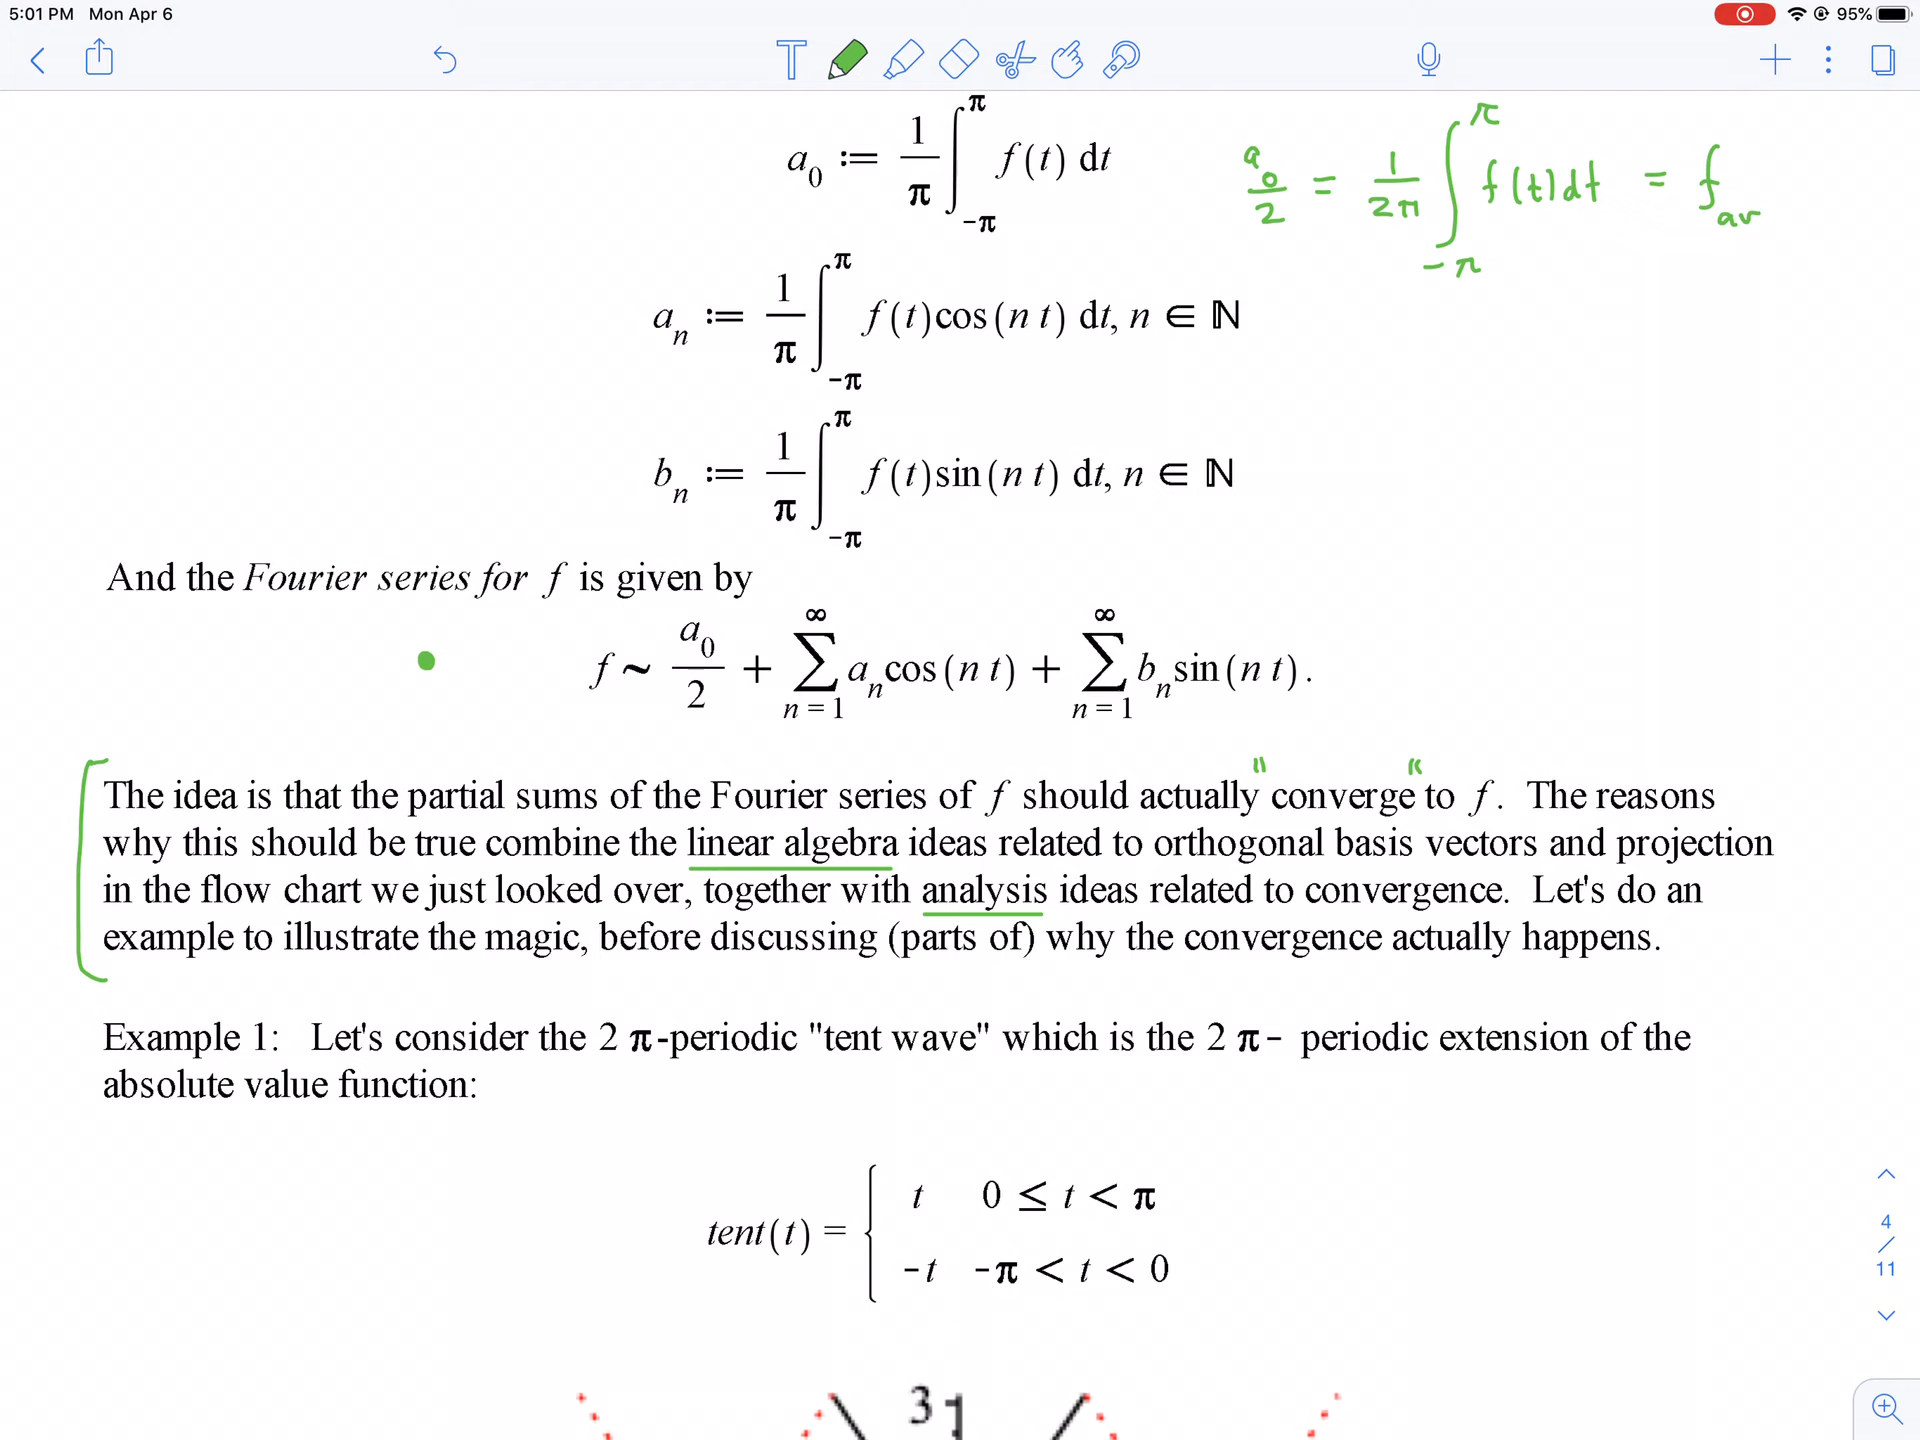 5:01 PM Mon Apr 6 95%
a₀ := 1/π ∫_{-π}^{π} f(t) dt
a₀/2 = 1/2π ∫_{-π}^{π} f(t)dt = f_av
aₙ := 1/π ∫_{-π}^{π} f(t)cos(n t) dt, n ∈ ℕ
bₙ := 1/π ∫_{-π}^{π} f(t)sin(n t) dt, n ∈ ℕ
And the Fourier series for f is given by
f ~ a₀/2 + ∑_{n=1}^{∞} aₙcos(n t) + ∑_{n=1}^{∞} bₙsin(n t).
The idea is that the partial sums of the Fourier series of f should actually "converge" to f. The reasons
why this should be true combine the linear algebra ideas related to orthogonal basis vectors and projection
in the flow chart we just looked over, together with analysis ideas related to convergence. Let's do an
example to illustrate the magic, before discussing (parts of) why the convergence actually happens.
Example 1: Let's consider the 2 π-periodic "tent wave" which is the 2 π- periodic extension of the
absolute value function:
tent(t) = { t 0 ≤ t < π
-t -π < t < 0
4
/
11
3